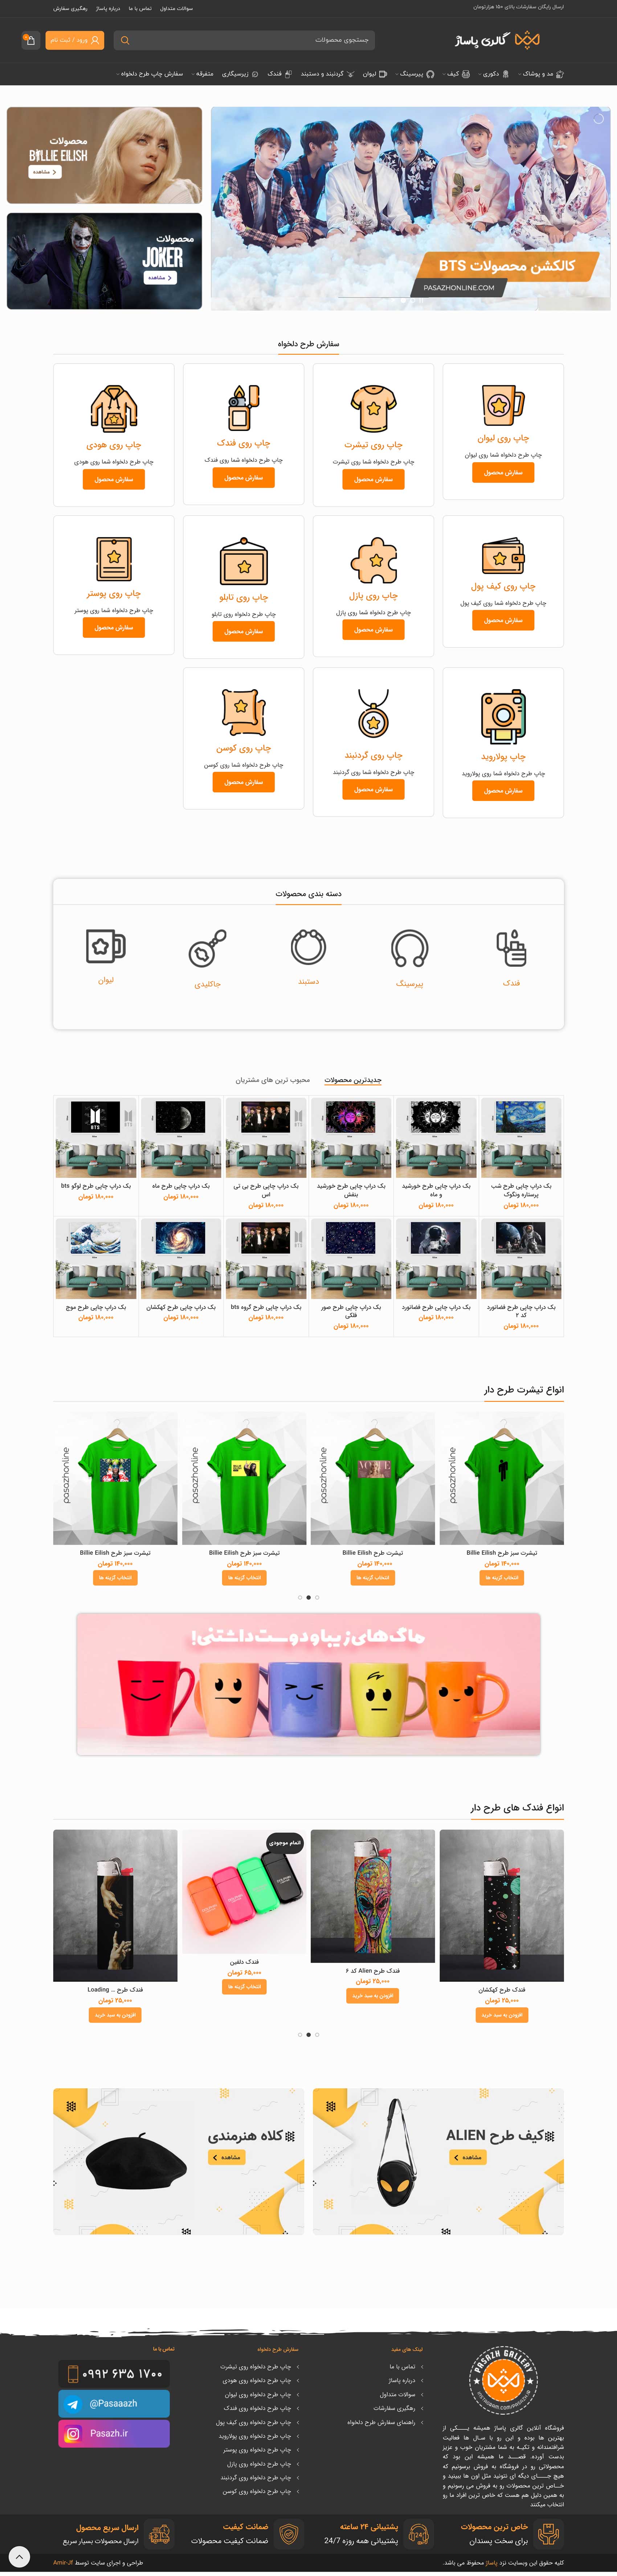 ارسال رایگان سفارشات بالای ۱۵۰ هزارتومان
سوالات متداول
تماس با ما
درباره پاساژ
رهگیری سفارش
گالری پاساژ
جستجوی محصولات
ورود / ثبت نام
مد و پوشاک
دکوری
کیف
پیرسینگ
لیوان
گردنبند و دستبند
فندک
زیرسیگاری
متفرقه
سفارش چاپ طرح دلخواه
کالکشن محصولات BTS
PASAZHONLINE.COM
محصولات
BILLIE EILISH
مشاهده
محصولات
JOKER
مشاهده
سفارش طرح دلخواه
چاپ روی لیوان
چاپ طرح دلخواه شما روی لیوان
سفارش محصول
چاپ روی تیشرت
چاپ طرح دلخواه شما روی تیشرت
سفارش محصول
چاپ روی فندک
چاپ طرح دلخواه شما روی فندک
سفارش محصول
چاپ روی هودی
چاپ طرح دلخواه شما روی هودی
سفارش محصول
چاپ روی کیف پول
چاپ طرح دلخواه شما روی کیف پول
سفارش محصول
چاپ روی پازل
چاپ طرح دلخواه شما روی پازل
سفارش محصول
چاپ روی تابلو
چاپ طرح دلخواه روی تابلو
سفارش محصول
چاپ روی پوستر
چاپ طرح دلخواه شما روی پوستر
سفارش محصول
چاپ پولاروید
چاپ طرح دلخواه شما روی پولاروید
سفارش محصول
چاپ روی گردنبند
چاپ طرح دلخواه شما روی گردنبند
سفارش محصول
چاپ روی کوسن
چاپ طرح دلخواه شما روی کوسن
سفارش محصول
دسته بندی محصولات
فندک
پیرسینگ
دستبند
جاکلیدی
لیوان
جدیدترین محصولات
محبوب ترین های مشتریان
بک دراپ چاپی طرح شب پرستاره ونگوک
۱۸۰,۰۰۰ تومان
بک دراپ چاپی طرح خورشید و ماه
۱۸۰,۰۰۰ تومان
بک دراپ چاپی طرح خورشید بنفش
۱۸۰,۰۰۰ تومان
بک دراپ چاپی طرح بی تی اس
۱۸۰,۰۰۰ تومان
بک دراپ چاپی طرح ماه
۱۸۰,۰۰۰ تومان
BTS
بک دراپ چاپی طرح لوگو bts
۱۸۰,۰۰۰ تومان
بک دراپ چاپی طرح فضانورد کد ۲
۱۸۰,۰۰۰ تومان
بک دراپ چاپی طرح فضانورد
۱۸۰,۰۰۰ تومان
بک دراپ چاپی طرح صور فلکی
۱۸۰,۰۰۰ تومان
بک دراپ چاپی طرح گروه bts
۱۸۰,۰۰۰ تومان
بک دراپ چاپی طرح کهکشان
۱۸۰,۰۰۰ تومان
بک دراپ چاپی طرح موج
۱۸۰,۰۰۰ تومان
انواع تیشرت طرح دار
pasazhonline
تیشرت سبز طرح Billie Eilish
۱۴۰,۰۰۰ تومان
انتخاب گزینه ها
pasazhonline
VOGUE
تیشرت طرح Billie Eilish
۱۴۰,۰۰۰ تومان
انتخاب گزینه ها
pasazhonline
تیشرت سبز طرح Billie Eilish
۱۴۰,۰۰۰ تومان
انتخاب گزینه ها
pasazhonline
تیشرت سبز طرح Billie Eilish
۱۴۰,۰۰۰ تومان
انتخاب گزینه ها
ماگ‌های زیبا و دوست داشتنی!
انواع فندک های طرح دار
فندک طرح کهکشان
۲۵,۰۰۰ تومان
افزودن به سبد خرید
فندک طرح Alien کد ۶
۲۵,۰۰۰ تومان
افزودن به سبد خرید
اتمام موجودی
فندک دلفین
۶۵,۰۰۰ تومان
انتخاب گزینه ها
فندک طرح ... Loading
۲۵,۰۰۰ تومان
افزودن به سبد خرید
کیف طرح ALIEN
مشاهده
کلاه هنرمندی
مشاهده
PASAZH GALLERY
فروشگاه آنلاین گالری پاساژ همیشه یـــکی از
بهترین ها بوده و این رو با سـال ها فعالیت
شرافتمندانه و تکیـه به شما مشتریان خوب و عزیز
بدست آورده. قصـــد ما همیشه این بود که
محصولاتی رو در فروشگاه به فروش برسونیم که
هیچ جـــای دیگه ای نتونید مثل اون ها ببینید و
خــاص ترین محصولات رو به فروش می رسونیم و
به همین دلیل هم هست که خاص ترین افراد ما رو
انتخاب میکنند
لینک های مفید
تماس با ما
درباره پاساژ
سوالات متداول
رهگیری سفارشات
راهنمای سفارش طرح دلخواه
سفارش طرح دلخواه
چاپ طرح دلخواه روی تیشرت
چاپ طرح دلخواه روی هودی
چاپ طرح دلخواه روی لیوان
چاپ طرح دلخواه روی فندک
چاپ طرح دلخواه روی کیف پول
چاپ طرح دلخواه روی پولاروید
چاپ طرح دلخواه روی پوستر
چاپ طرح دلخواه روی پازل
چاپ طرح دلخواه روی گردنبند
چاپ طرح دلخواه روی کوسن
تماس با ما
۰۹۹۲ ۶۳۵ ۱۷۰۰
@Pasaazh
Pasazh.ir
خاص ترین محصولات
برای سخت پسندان
پشتیبانی ۲۴ ساعته
پشتیبانی همه روزه 24/7
ضمانت کیفیت
ضمانت کیفیت محصولات
ارسال سریع محصول
ارسال محصولات بسیار سریع
کلیه حقوق این وبسایت نزد پاساژ محفوظ می باشد.
طراحی و اجرای سایت توسط Amir-Jf